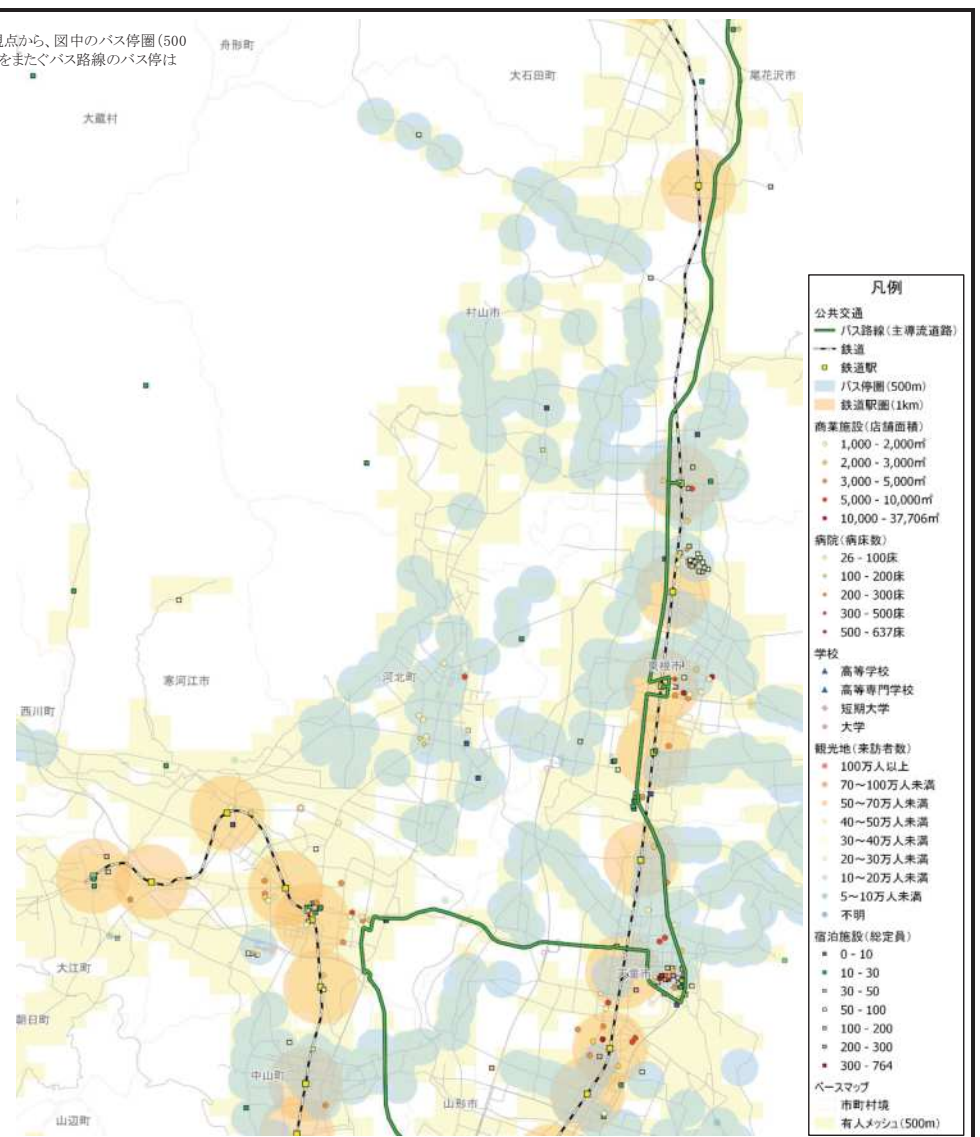 見点から、図中のバス停圏(500
をまたぐバス路線のバス停は
舟形町
大石田町
尾花沢市
大蔵村
村山市
東根市
河北町
寒河江市
西川町
大江町
天童市
朝日町
中山町
山形市
山辺町
凡例
公共交通
バス路線(主導流道路)
鉄道
鉄道駅
バス停圏(500m)
鉄道駅圏(1km)
商業施設(店舗面積)
1,000 - 2,000㎡
2,000 - 3,000㎡
3,000 - 5,000㎡
5,000 - 10,000㎡
10,000 - 37,706㎡
病院(病床数)
26 - 100床
100 - 200床
200 - 300床
300 - 500床
500 - 637床
学校
高等学校
高等専門学校
短期大学
大学
観光地(来訪者数)
100万人以上
70～100万人未満
50～70万人未満
40～50万人未満
30～40万人未満
20～30万人未満
10～20万人未満
5～10万人未満
不明
宿泊施設(総定員)
0 - 10
10 - 30
30 - 50
50 - 100
100 - 200
200 - 300
300 - 764
ベースマップ
市町村境
有人メッシュ(500m)